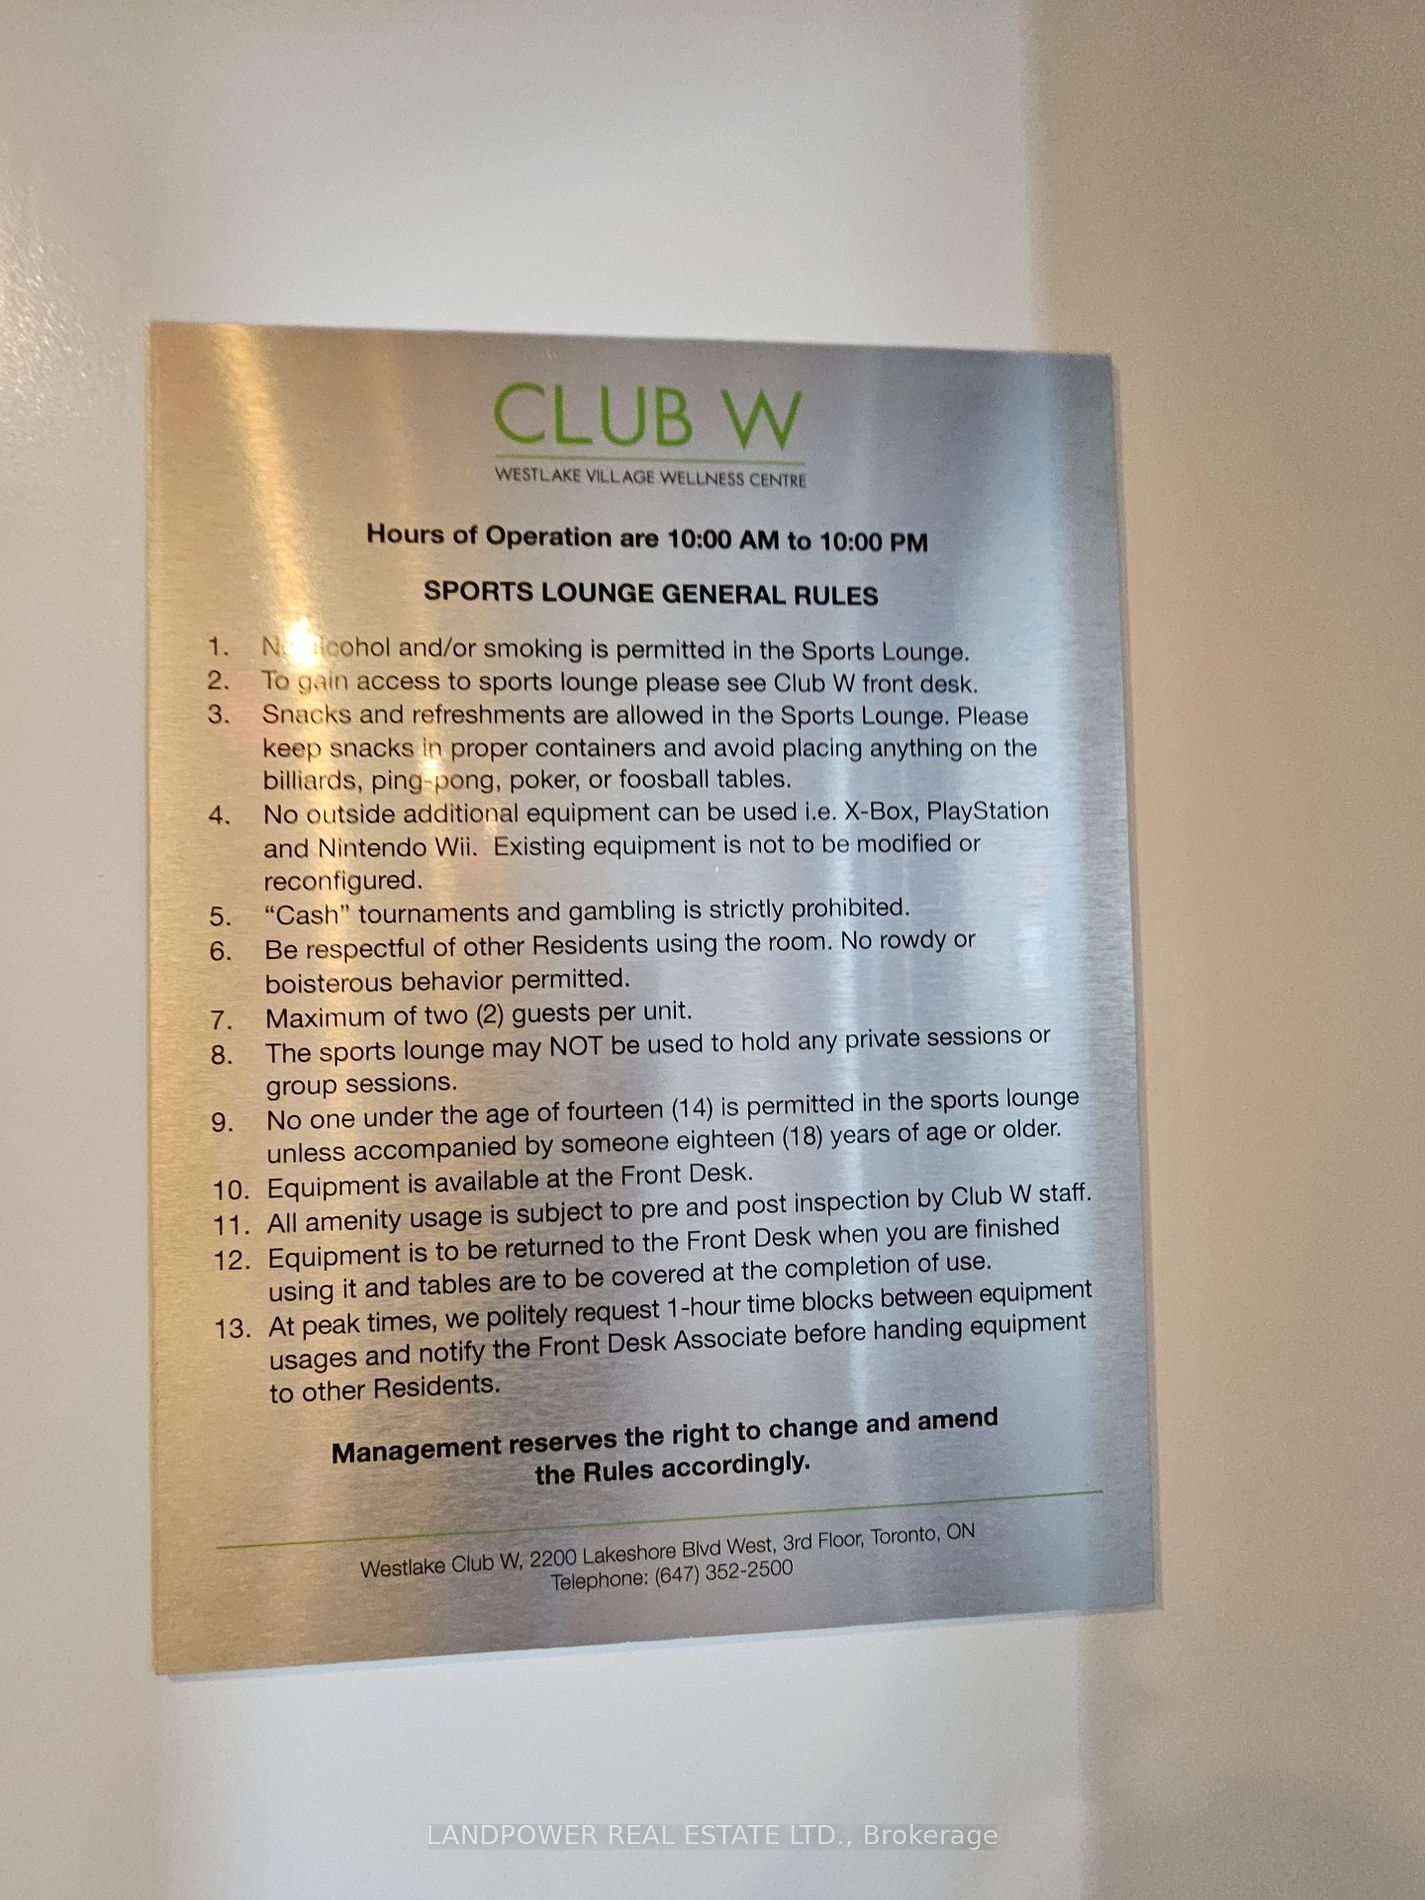 CLUB W
WESTLAKE VILLAGE WELLNESS CENTRE
Hours of Operation are 10:00 AM to 10:00 PM
SPORTS LOUNGE GENERAL RULES
1. No alcohol and/or smoking is permitted in the Sports Lounge.
2. To gain access to sports lounge please see Club W front desk.
3. Snacks and refreshments are allowed in the Sports Lounge. Please
keep snacks in proper containers and avoid placing anything on the
billiards, ping-pong, poker, or foosball tables.
4. No outside additional equipment can be used i.e. X-Box, PlayStation
and Nintendo Wii. Existing equipment is not to be modified or
reconfigured.
5. “Cash” tournaments and gambling is strictly prohibited.
6. Be respectful of other Residents using the room. No rowdy or
boisterous behavior permitted.
7. Maximum of two (2) guests per unit.
8. The sports lounge may NOT be used to hold any private sessions or
group sessions.
9. No one under the age of fourteen (14) is permitted in the sports lounge
unless accompanied by someone eighteen (18) years of age or older.
10. Equipment is available at the Front Desk.
11. All amenity usage is subject to pre and post inspection by Club W staff.
12. Equipment is to be returned to the Front Desk when you are finished
using it and tables are to be covered at the completion of use.
13. At peak times, we politely request 1-hour time blocks between equipment
usages and notify the Front Desk Associate before handing equipment
to other Residents.
Management reserves the right to change and amend
the Rules accordingly.
Westlake Club W, 2200 Lakeshore Blvd West, 3rd Floor, Toronto, ON
Telephone: (647) 352-2500
LANDPOWER REAL ESTATE LTD., Brokerage